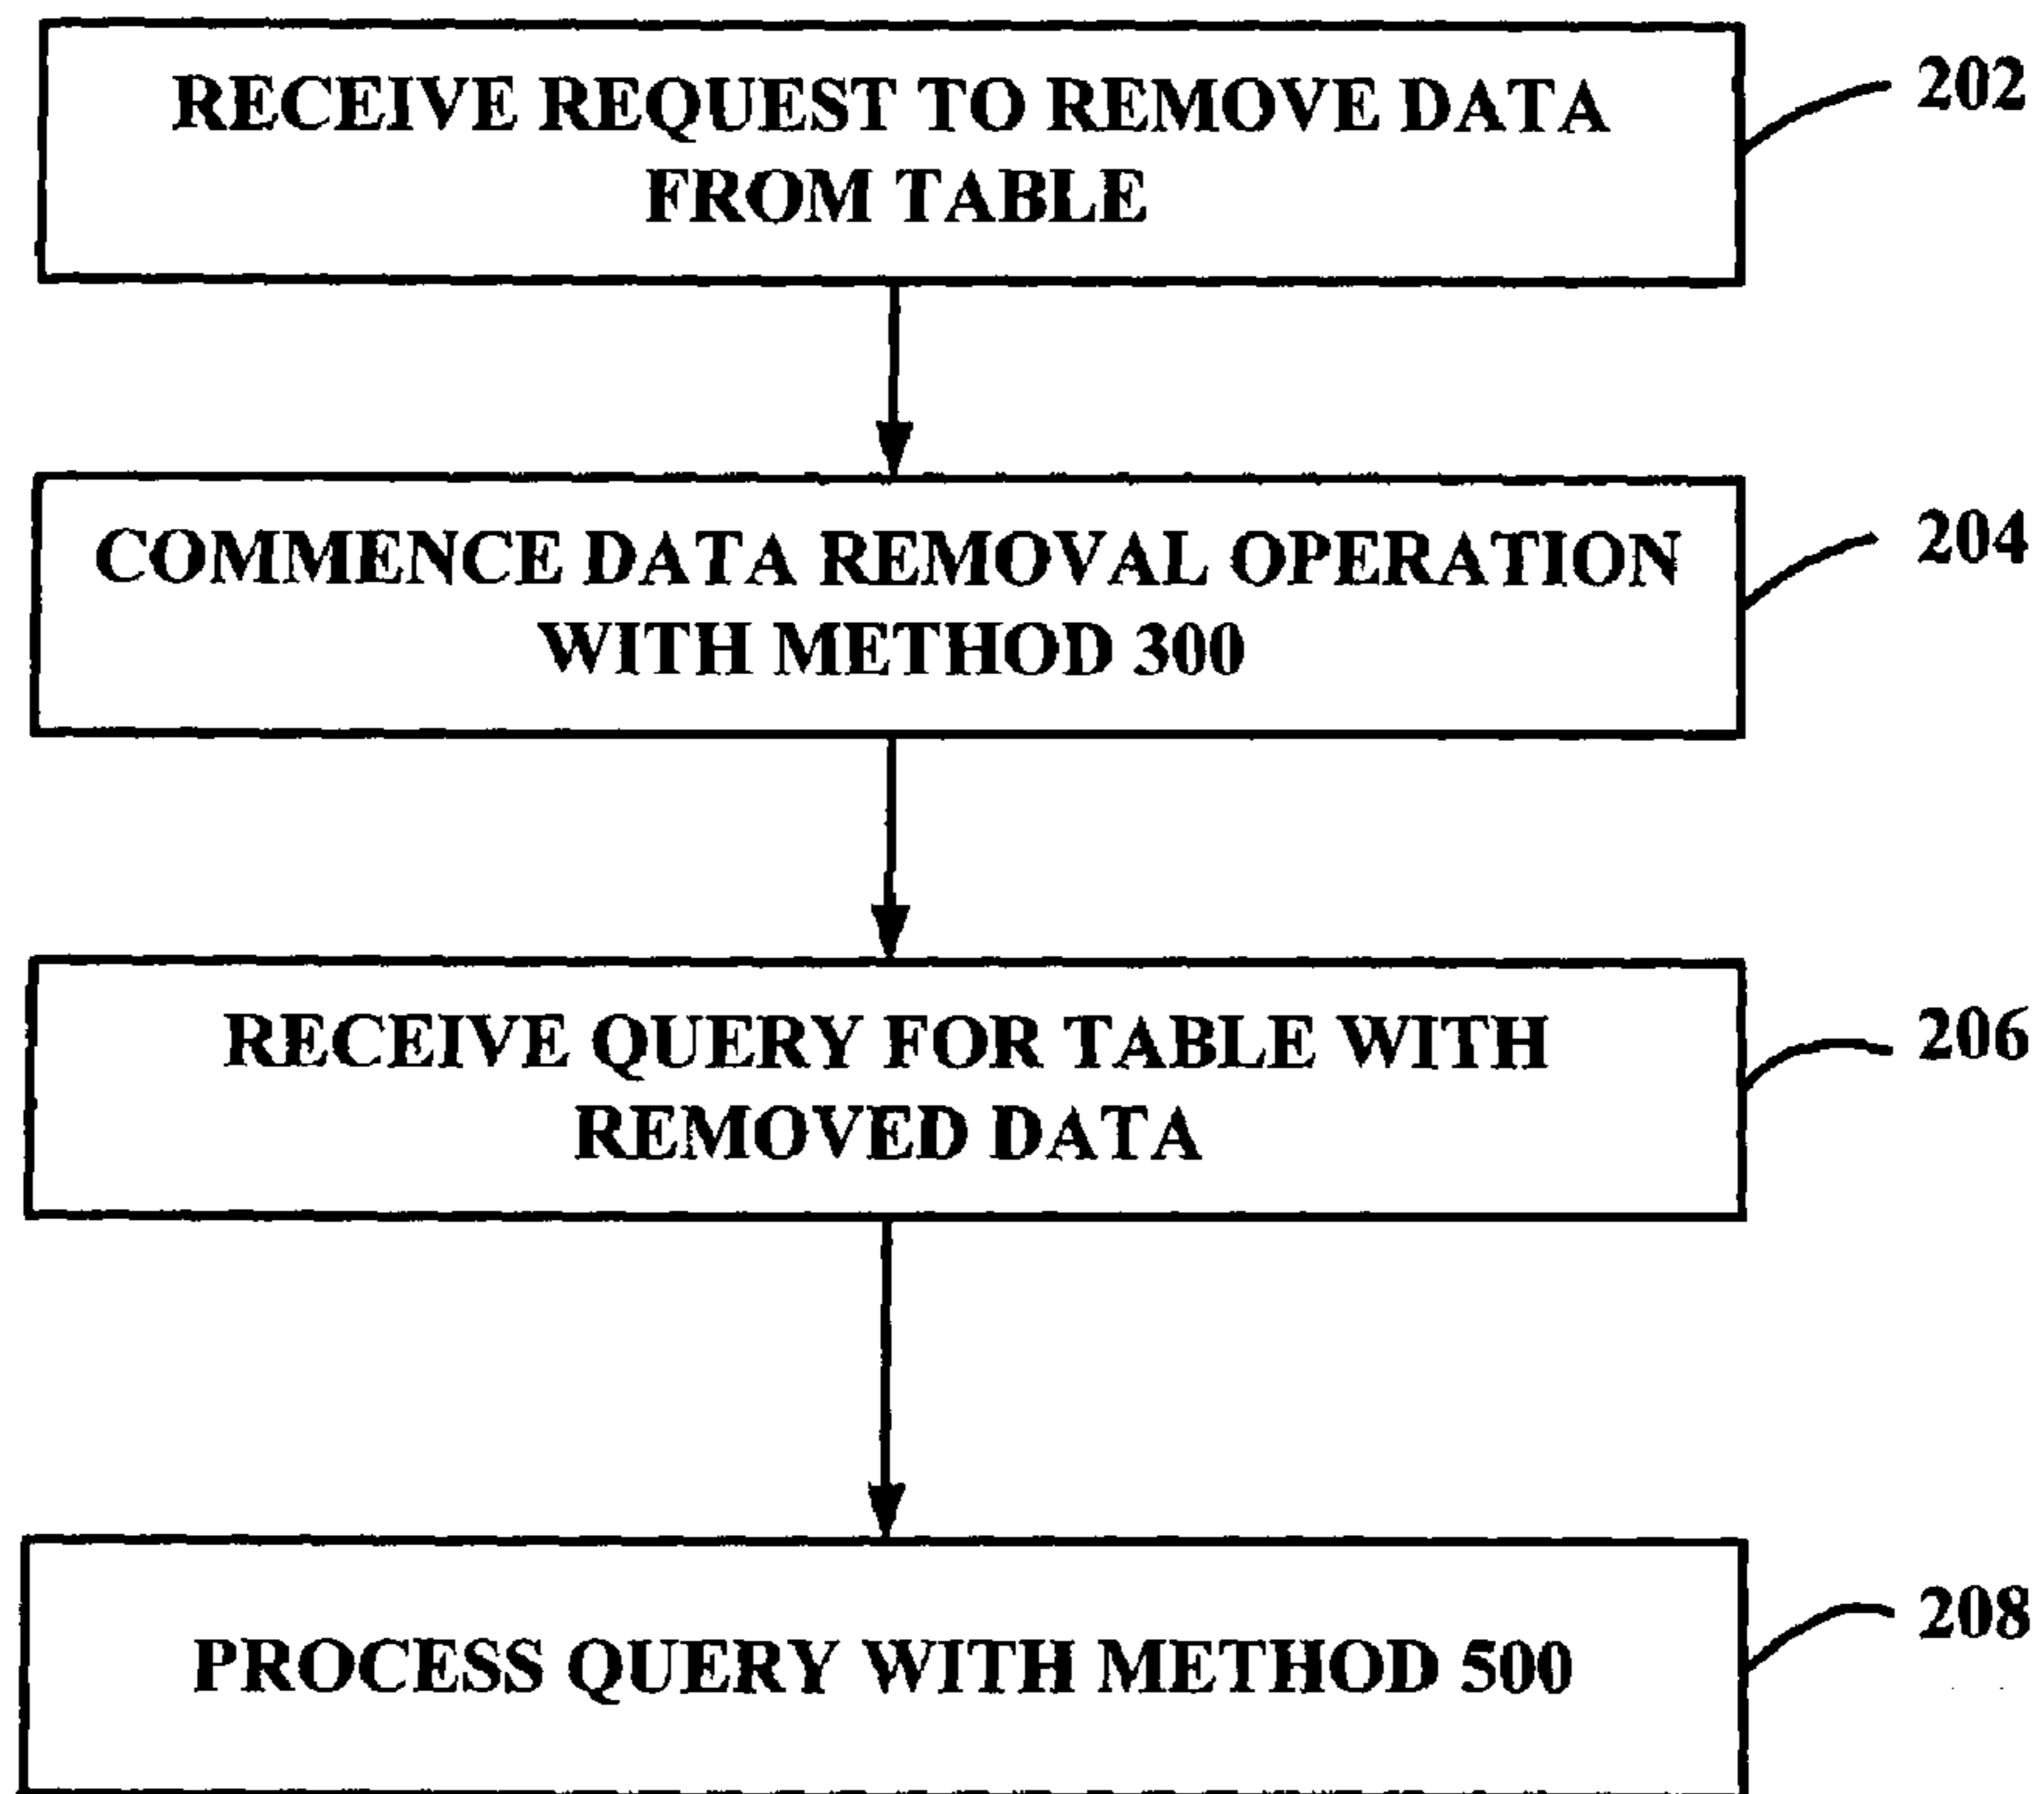 RECEIVE REQUEST TO REMOVE DATA
FROM TABLE
202
COMMENCE DATA REMOVAL OPERATION
WITH METHOD 300
204
RECEIVE QUERY FOR TABLE WITH
REMOVED DATA
206
PROCESS QUERY WITH METHOD 500
208